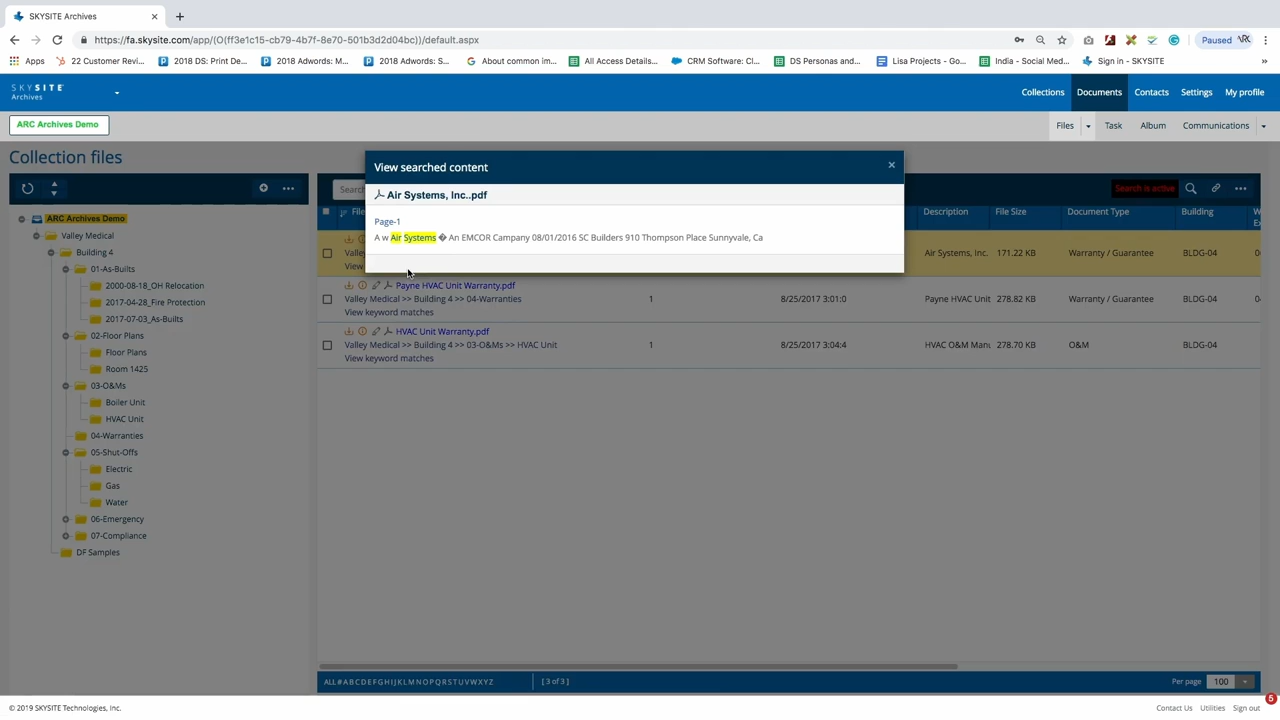 SKYSITE Archives
https://fa.skysite.com/app/(O(ff3e1c15-cb79-4b7f-8e70-501b3d2d04bc))/default.aspx
Paused
Apps
22 Customer Revi...
2018 DS: Print De...
2018 Adwords: M...
2018 Adwords: S...
About common im...
All Access Details...
CRM Software: Cl...
DS Personas and...
Lisa Projects - Go...
India - Social Med...
Sign in - SKYSITE
»
SKYSITE
Archives
Collections
Documents
Contacts
Settings
My profile
ARC Archives Demo
Files
Task
Album
Communications
Collection files
View searched content
Air Systems, Inc..pdf
Page-1
A w Air Systems � An EMCOR Campany 08/01/2016 SC Builders 910 Thompson Place Sunnyvale, Ca
Search is active
ARC Archives Demo
Valley Medical
Building 4
01-As-Builts
2000-08-18_OH Relocation
2017-04-28_Fire Protection
2017-07-03_As-Builts
02-Floor Plans
Floor Plans
Room 1425
03-O&Ms
Boiler Unit
HVAC Unit
04-Warranties
05-Shut-Offs
Electric
Gas
Water
06-Emergency
07-Compliance
DF Samples
Description
File Size
Document Type
Building
Air Systems, Inc.
171.22 KB
Warranty / Guarantee
BLDG-04
Payne HVAC Unit Warranty.pdf
Valley Medical >> Building 4 >> 04-Warranties
View keyword matches
1
8/25/2017 3:01:0
Payne HVAC Unit
278.82 KB
Warranty / Guarantee
BLDG-04
HVAC Unit Warranty.pdf
Valley Medical >> Building 4 >> 03-O&Ms >> HVAC Unit
View keyword matches
1
8/25/2017 3:04:4
HVAC O&M Man
278.70 KB
O&M
BLDG-04
ALL#ABCDEFGHIJKLMNOPQRSTUVWXYZ
[ 3 of 3 ]
Per page
100
© 2019 SKYSITE Technologies, Inc.
Contact Us
Utilities
Sign out
5